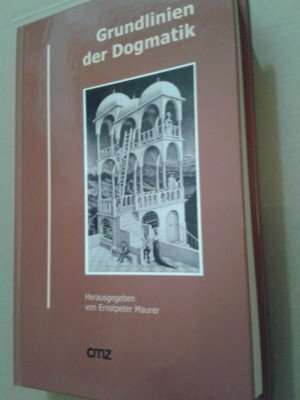 Grundlinien
der Dogmatik
Herausgegeben
von Ernstpeter Maurer
cmz